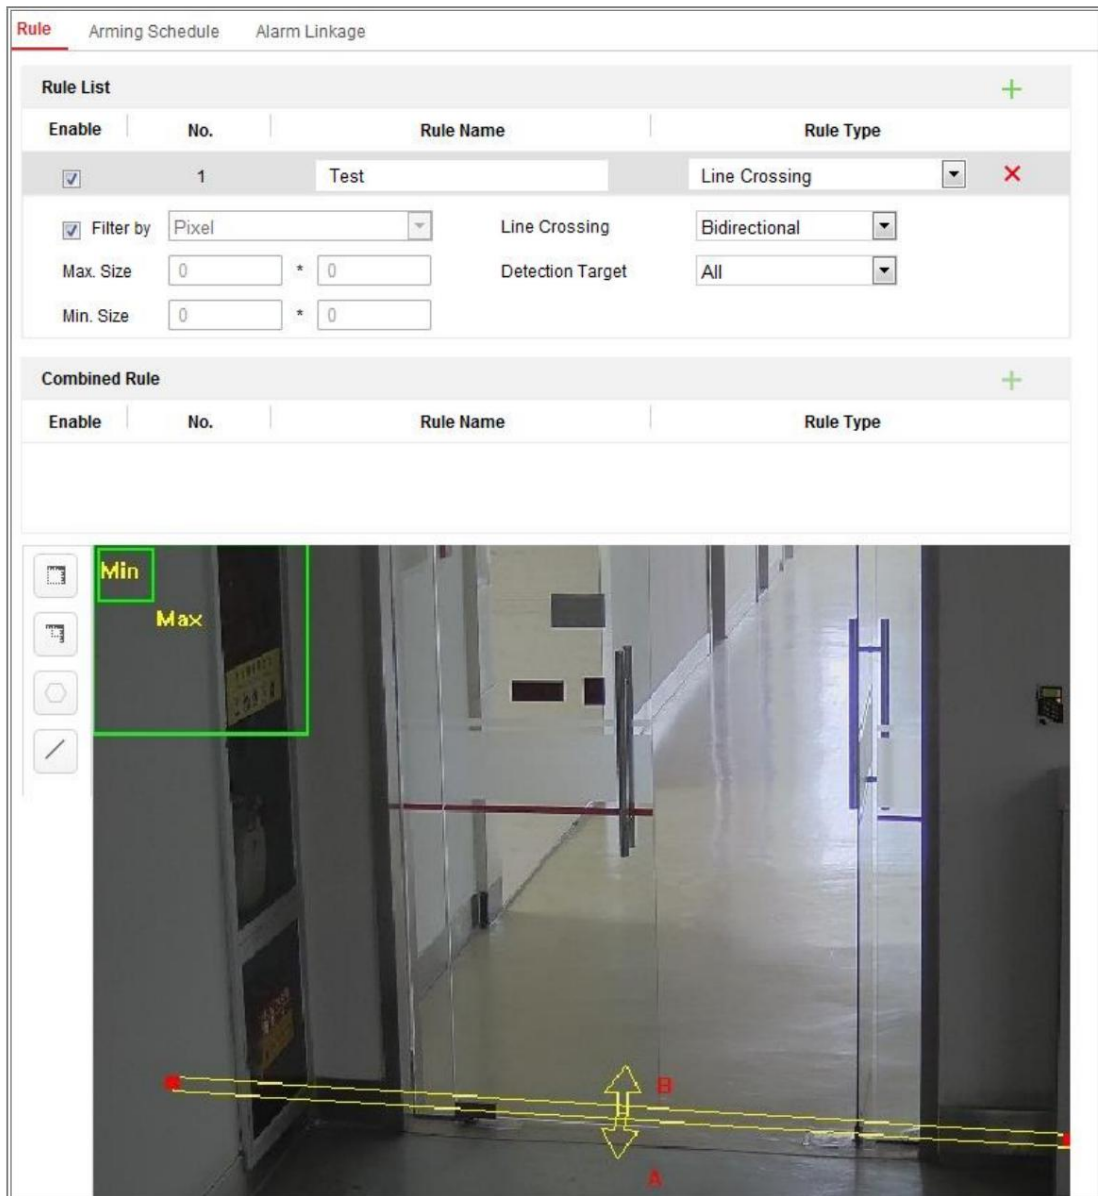 Rule Arming Schedule Alarm Linkage
Rule List
Enable No. Rule Name Rule Type
1 Test Line Crossing
Filter by Pixel Line Crossing Bidirectional
Max. Size 0 * 0 Detection Target All
Min. Size 0 * 0
Combined Rule
Enable No. Rule Name Rule Type
Min
Max
B
A